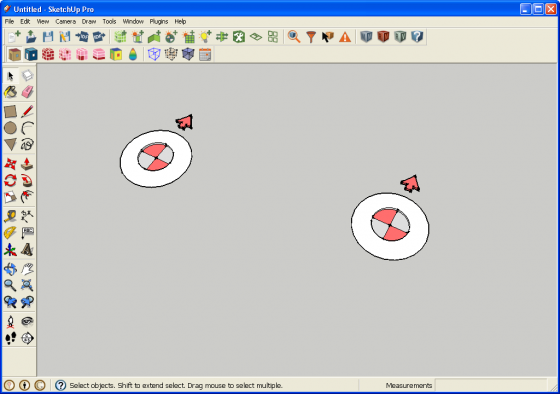 Untitled - SketchUp Pro
File Edit View Camera Draw Tools Window Plugins Help
Select objects. Shift to extend select. Drag mouse to select multiple. Measurements